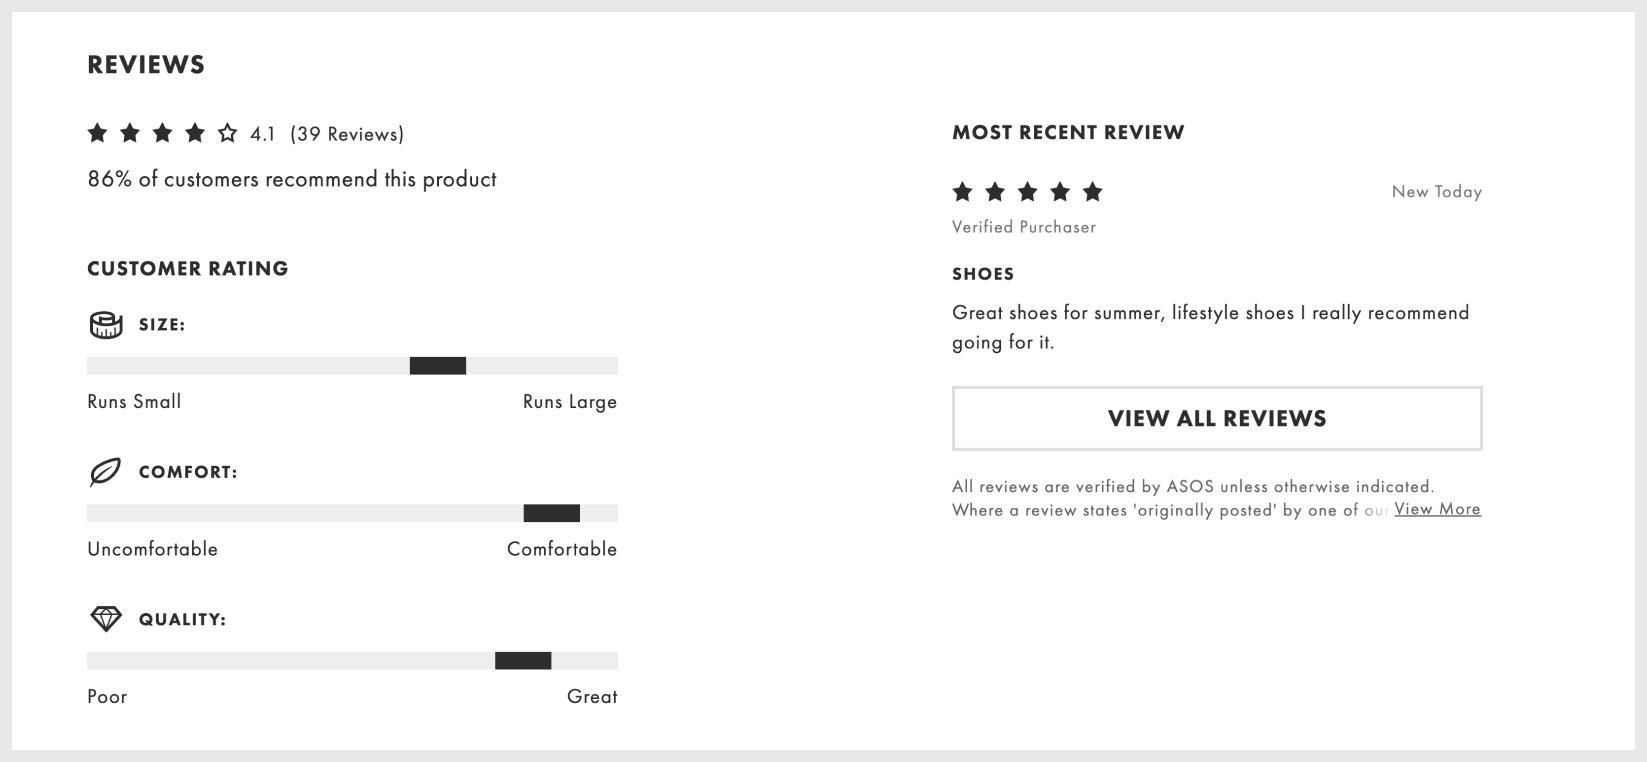 REVIEWS
4.1 (39 Reviews)
86% of customers recommend this product
CUSTOMER RATING
SIZE:
Runs Small Runs Large
COMFORT:
Uncomfortable Comfortable
QUALITY:
Poor Great
MOST RECENT REVIEW
New Today
Verified Purchaser
SHOES
Great shoes for summer, lifestyle shoes I really recommend
going for it.
VIEW ALL REVIEWS
All reviews are verified by ASOS unless otherwise indicated.
Where a review states 'originally posted' by one of our View More